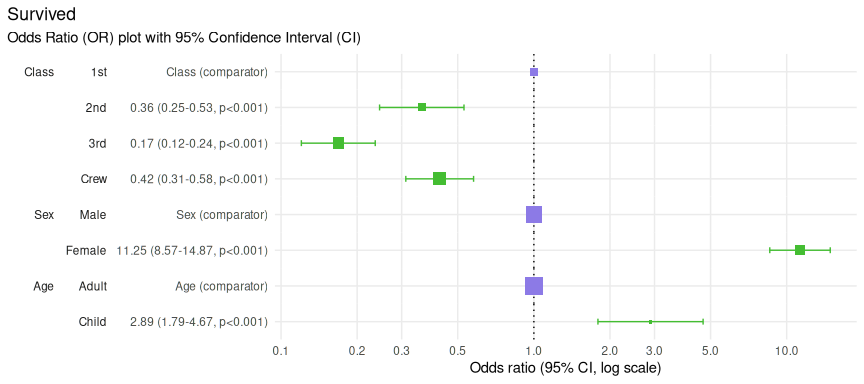 Survived
Odds Ratio (OR) plot with 95% Confidence Interval (CI)
Class 1st Class (comparator)
2nd 0.36 (0.25-0.53, p<0.001)
3rd 0.17 (0.12-0.24, p<0.001)
Crew 0.42 (0.31-0.58, p<0.001)
Sex Male Sex (comparator)
Female 11.25 (8.57-14.87, p<0.001)
Age Adult Age (comparator)
Child 2.89 (1.79-4.67, p<0.001)
0.1 0.2 0.3 0.5 1.0 2.0 3.0 5.0 10.0
Odds ratio (95% CI, log scale)